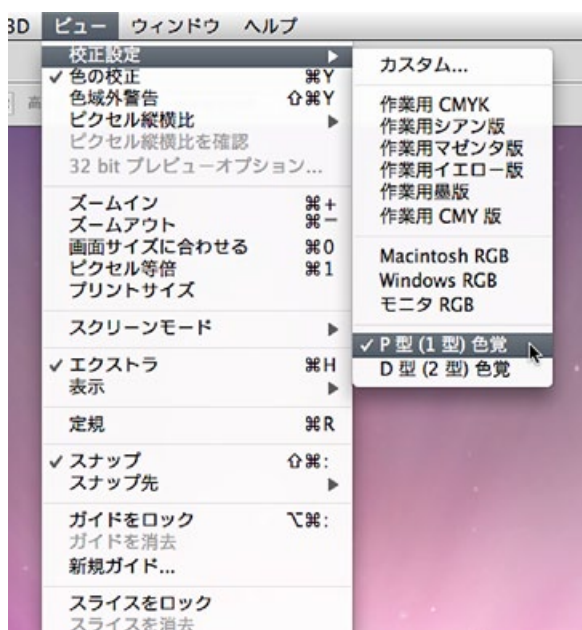 3D ビュー ウィンドウ ヘルプ
校正設定 ▶
✓ 色の校正 ⌘Y
色域外警告 ⇧⌘Y
ピクセル縦横比 ▶
ピクセル縦横比を確認
32 bit プレビューオプション...
ズームイン ⌘+
ズームアウト ⌘−
画面サイズに合わせる ⌘0
ピクセル等倍 ⌘1
プリントサイズ
スクリーンモード ▶
✓ エクストラ ⌘H
表示 ▶
定規 ⌘R
✓ スナップ ⇧⌘:
スナップ先 ▶
ガイドをロック ⌥⌘:
ガイドを消去
新規ガイド...
スライスをロック
スライスを消去
カスタム...
作業用 CMYK
作業用シアン版
作業用マゼンタ版
作業用イエロー版
作業用墨版
作業用 CMY 版
Macintosh RGB
Windows RGB
モニタ RGB
✓ P 型 (1 型) 色覚
D 型 (2 型) 色覚
高